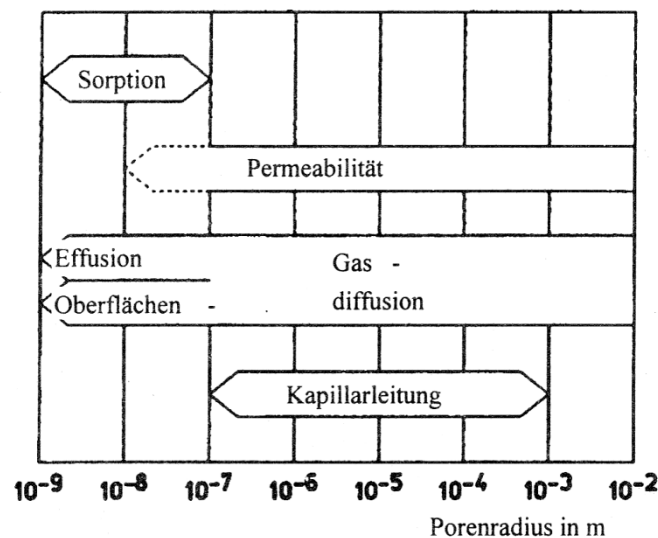 Sorption
Permeabilität
Effusion
Gas -
Oberflächen -
diffusion
Kapillarleitung
10⁻⁹ 10⁻⁸ 10⁻⁷ 10⁻⁶ 10⁻⁵ 10⁻⁴ 10⁻³ 10⁻²
Porenradius in m